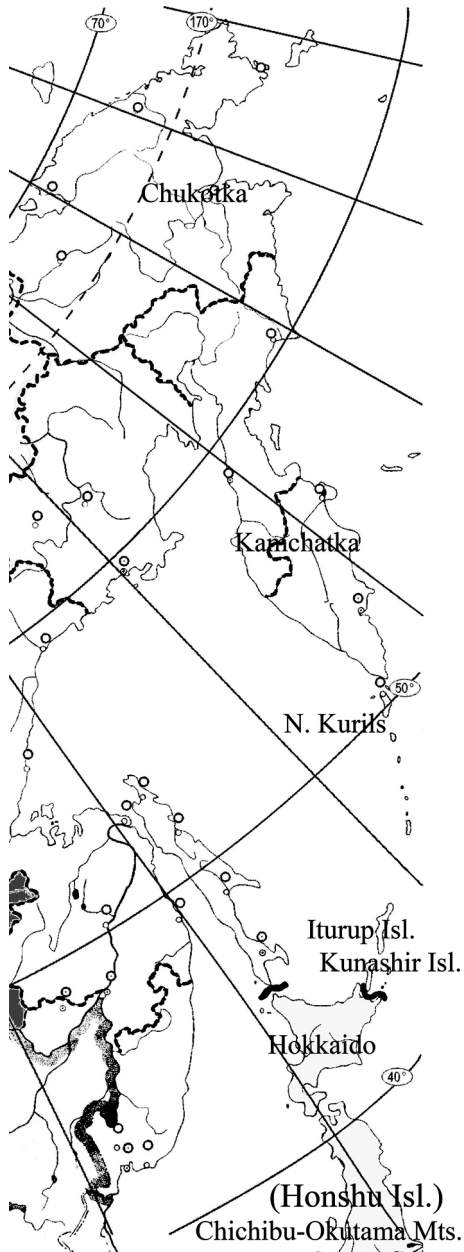 70° 170°
Chukotka
Kamchatka
50°
N. Kurils
Iturup Isl.
Kunashir Isl.
Hokkaido
40°
(Honshu Isl.)
Chichibu-Okutama Mts.